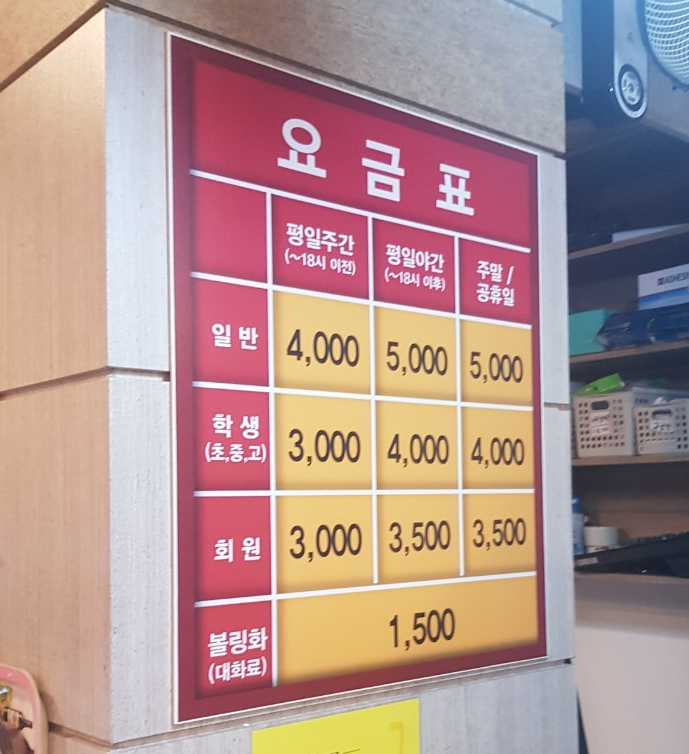 요금표
평일주간
(~18시 이전)
평일야간
(~18시 이후)
주말 /
공휴일
일반
4,000
5,000
5,000
학생
(초,중,고)
3,000
4,000
4,000
회원
3,000
3,500
3,500
볼링화
(대화료)
1,500